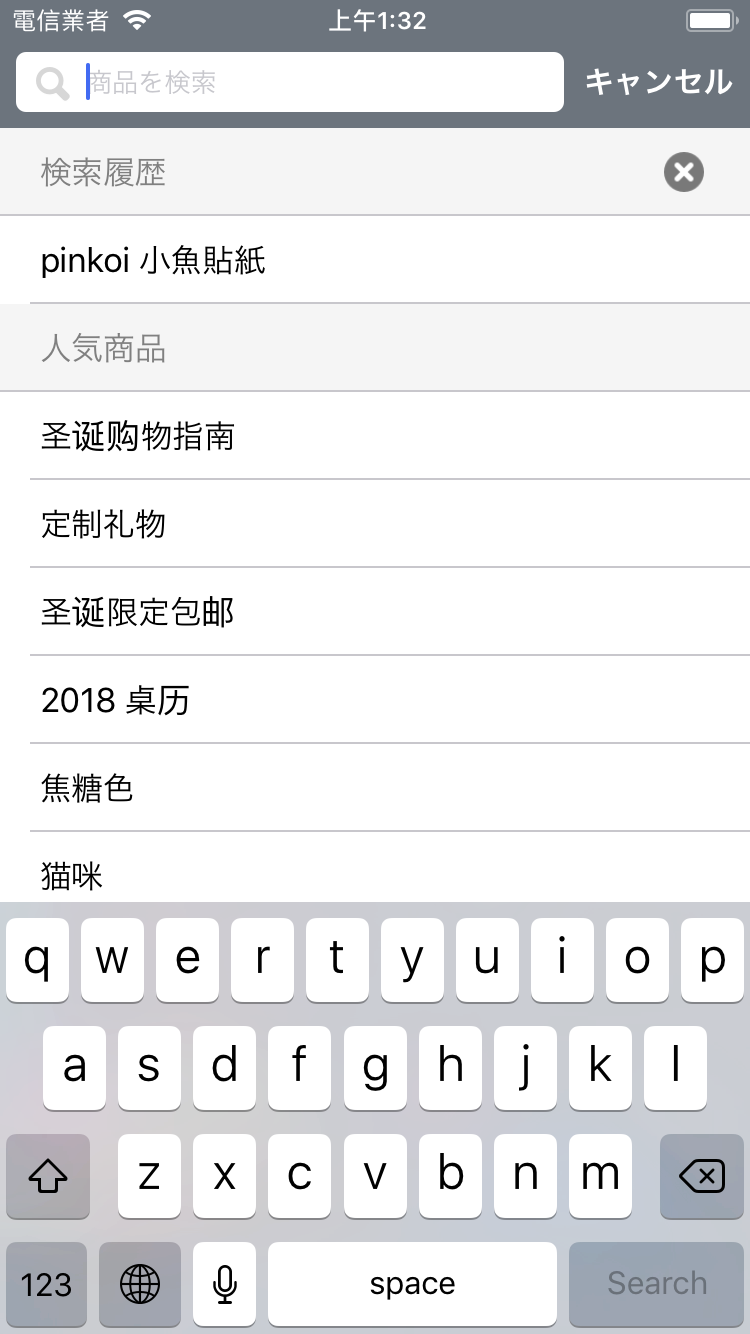 電信業者 上午1:32
商品を検索 キャンセル
検索履歴
pinkoi 小魚貼紙
人気商品
圣诞购物指南
定制礼物
圣诞限定包邮
2018 桌历
焦糖色
猫咪
q w e r t y u i o p
a s d f g h j k l
z x c v b n m
123 space Search